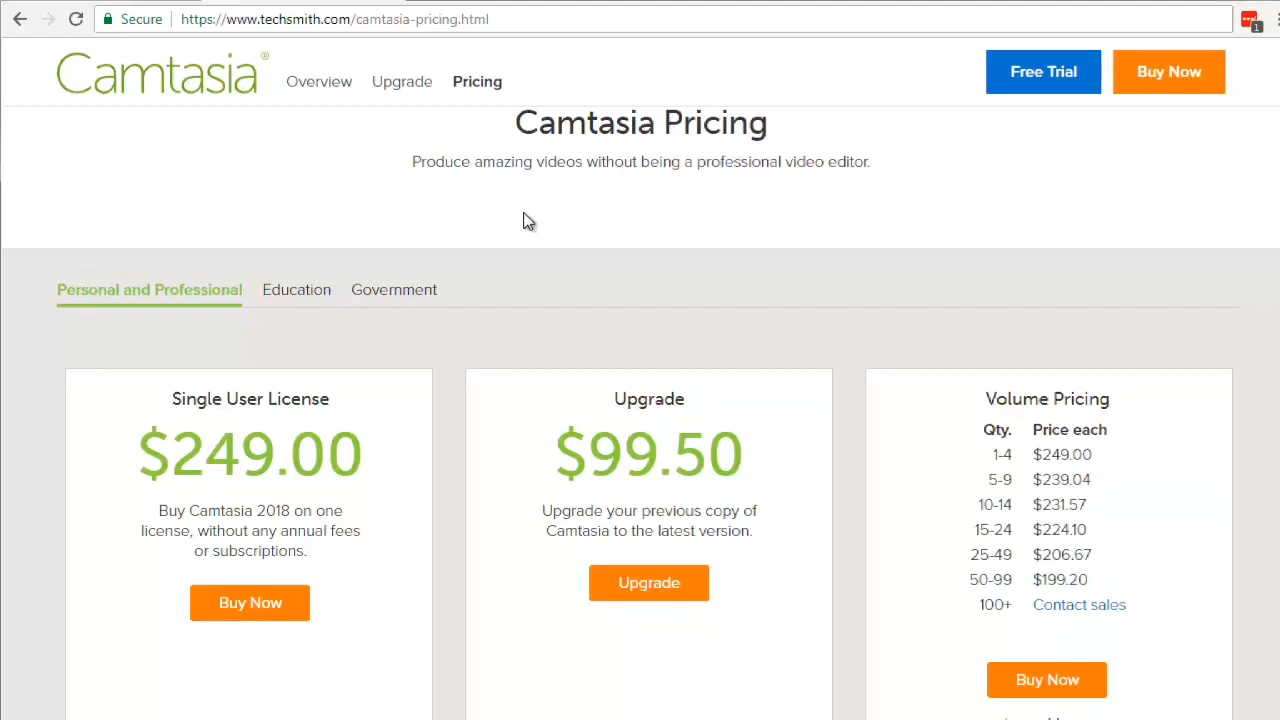 Secure
https://www.techsmith.com/camtasia-pricing.html
1
Camtasia®
Overview
Upgrade
Pricing
Free Trial
Buy Now
Camtasia Pricing
Produce amazing videos without being a professional video editor.
Personal and Professional
Education
Government
Single User License
$249.00
Buy Camtasia 2018 on one
license, without any annual fees
or subscriptions.
Buy Now
Upgrade
$99.50
Upgrade your previous copy of
Camtasia to the latest version.
Upgrade
Volume Pricing
Qty. Price each
1-4 $249.00
5-9 $239.04
10-14 $231.57
15-24 $224.10
25-49 $206.67
50-99 $199.20
100+ Contact sales
Buy Now